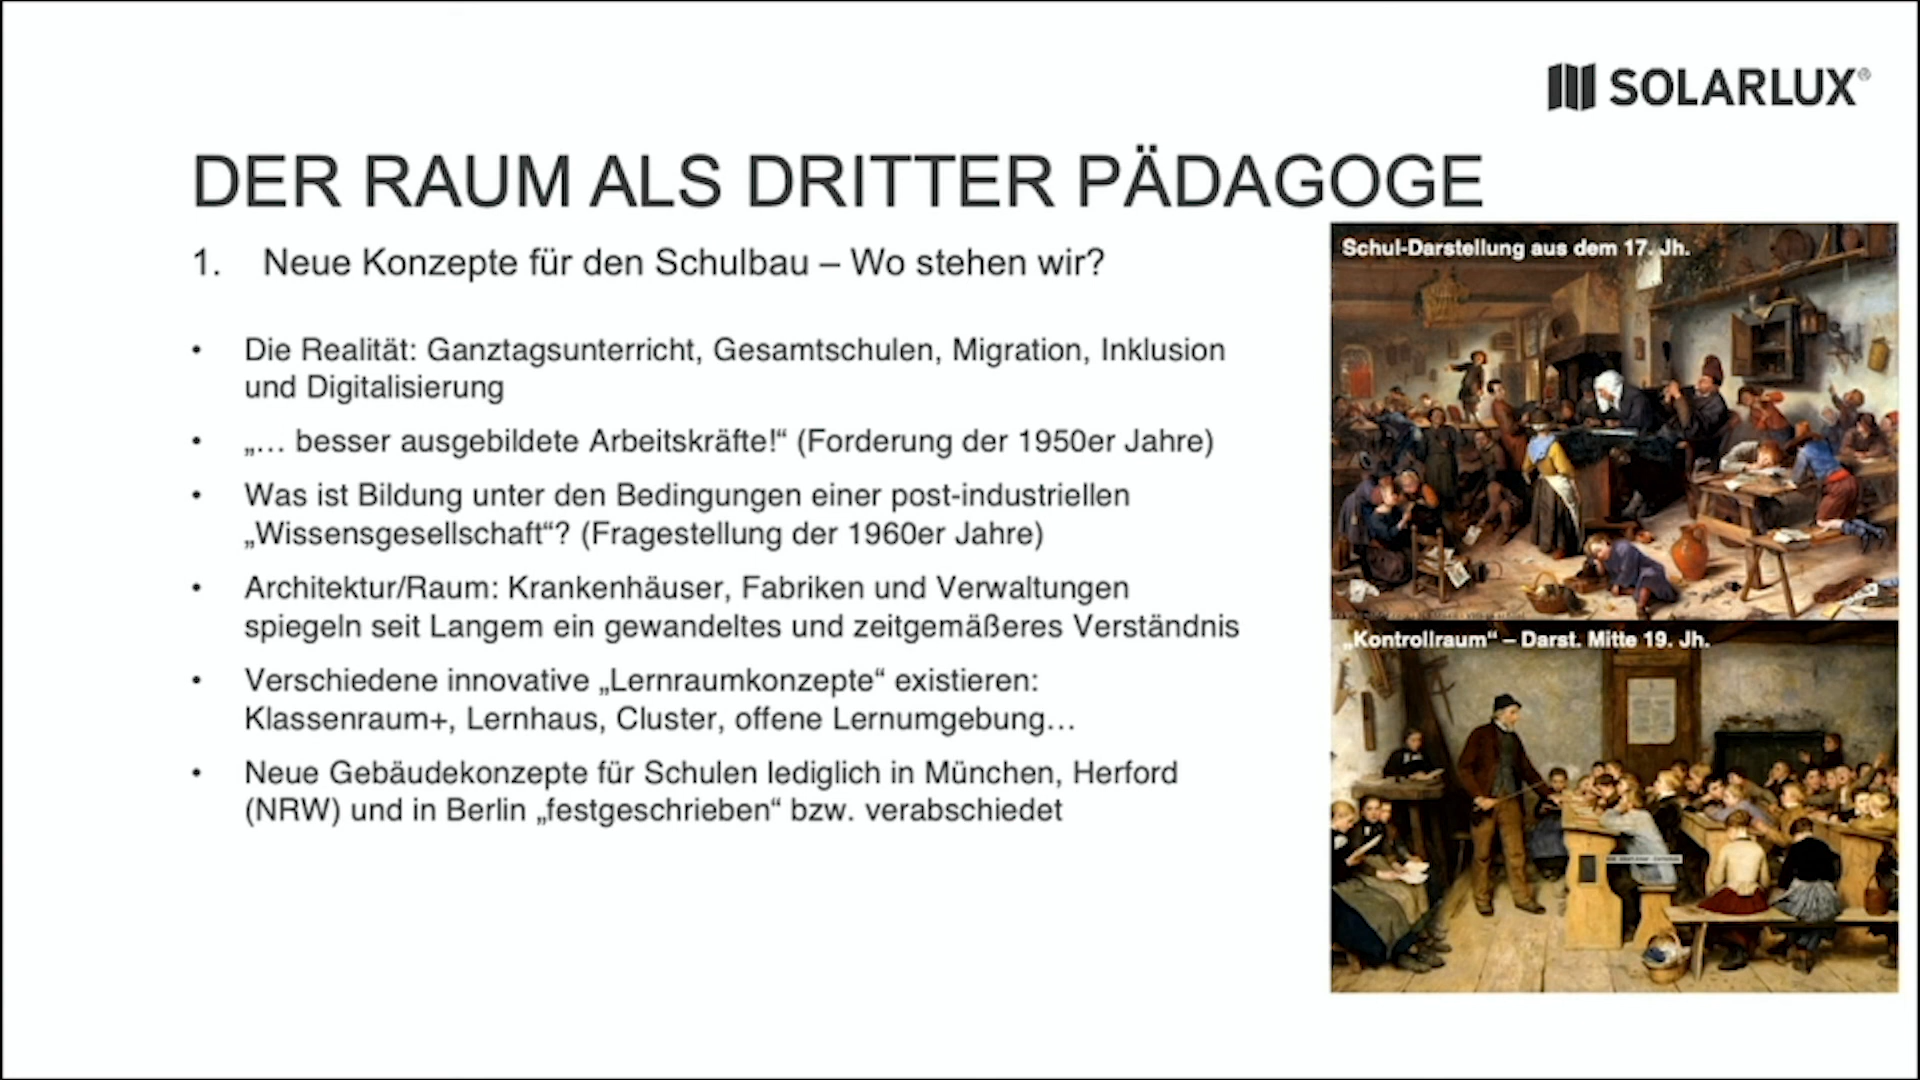 SOLARLUX®
DER RAUM ALS DRITTER PÄDAGOGE
1. Neue Konzepte für den Schulbau – Wo stehen wir?
• Die Realität: Ganztagsunterricht, Gesamtschulen, Migration, Inklusion
und Digitalisierung
• „… besser ausgebildete Arbeitskräfte!“ (Forderung der 1950er Jahre)
• Was ist Bildung unter den Bedingungen einer post-industriellen
„Wissensgesellschaft“? (Fragestellung der 1960er Jahre)
• Architektur/Raum: Krankenhäuser, Fabriken und Verwaltungen
spiegeln seit Langem ein gewandeltes und zeitgemäßeres Verständnis
• Verschiedene innovative „Lernraumkonzepte“ existieren:
Klassenraum+, Lernhaus, Cluster, offene Lernumgebung…
• Neue Gebäudekonzepte für Schulen lediglich in München, Herford
(NRW) und in Berlin „festgeschrieben“ bzw. verabschiedet
Schul-Darstellung aus dem 17. Jh.
„Kontrollraum“ – Darst. Mitte 19. Jh.